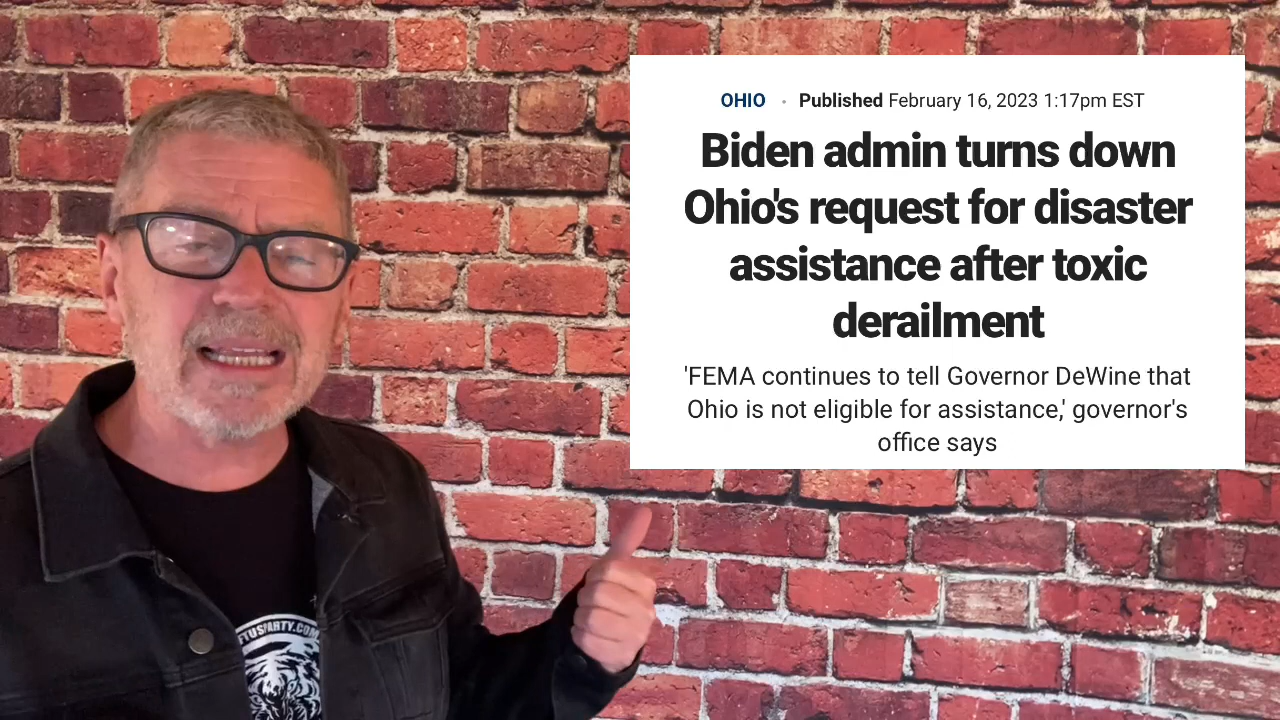 OHIO • Published February 16, 2023 1:17pm EST
Biden admin turns down
Ohio's request for disaster
assistance after toxic
derailment
'FEMA continues to tell Governor DeWine that
Ohio is not eligible for assistance,' governor's
office says